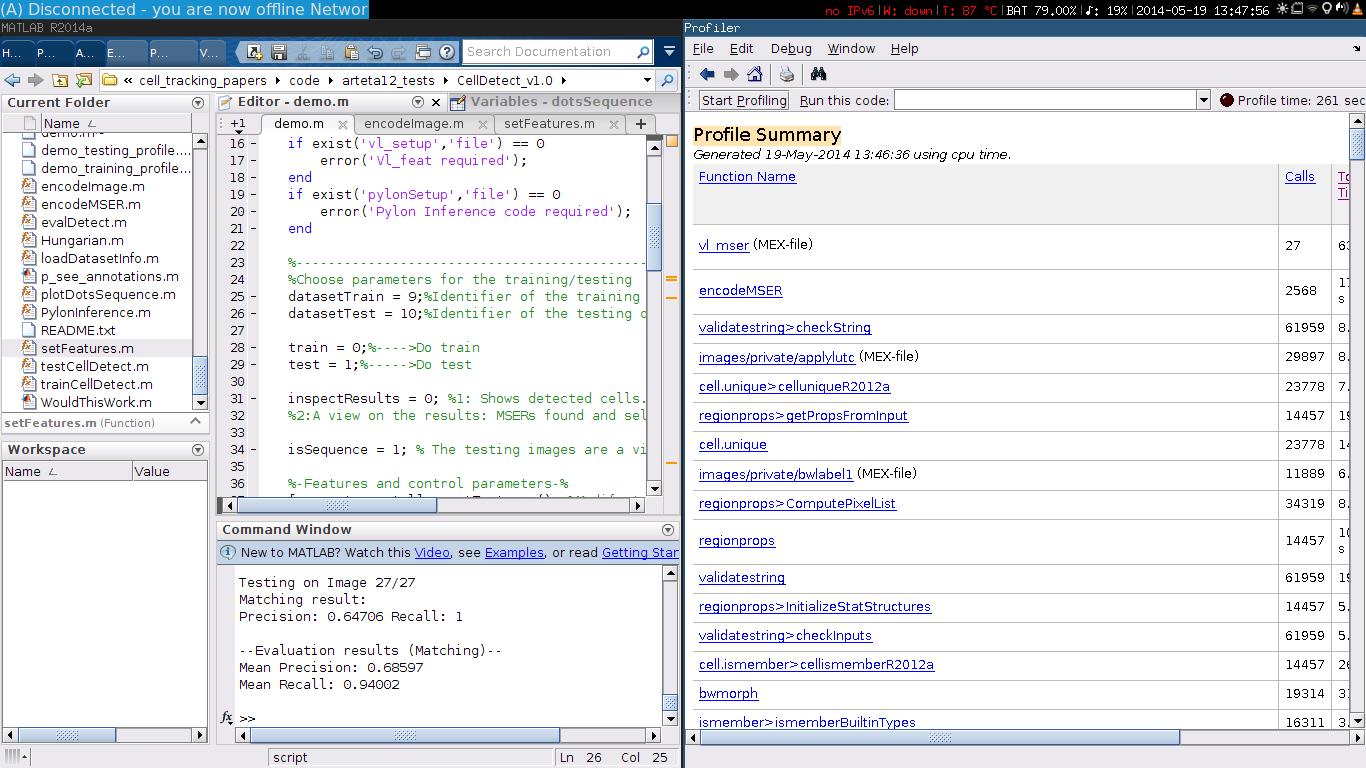 (A) Disconnected - you are now offline Networ
no IPv6|W: down|T: 87 °C|BAT 79.00%|♪: 19%|2014-05-19 13:47:56
MATLAB R2014a
H... P... A... E... P... V...
Search Documentation
« cell_tracking_papers › code › arteta12_tests › CellDetect_v1.0 ›
Current Folder
Name
demo.m~
demo_testing_profile....
demo_training_profile...
encodeImage.m
encodeMSER.m
evalDetect.m
Hungarian.m
loadDatasetInfo.m
p_see_annotations.m
plotDotsSequence.m
PylonInference.m
README.txt
setFeatures.m
testCellDetect.m
trainCellDetect.m
WouldThisWork.m
setFeatures.m (Function)
Workspace
Name Value
Editor - demo.m
Variables - dotsSequence
+1 demo.m encodeImage.m setFeatures.m +
16 - if exist('vl_setup','file') == 0
17 - error('Vl_feat required');
18 - end
19 - if exist('pylonSetup','file') == 0
20 - error('Pylon Inference code required');
21 - end
22
23 %-----------------------------------------------
24 %Choose parameters for the training/testing
25 - datasetTrain = 9;%Identifier of the training
26 - datasetTest = 10;%Identifier of the testing
27
28 - train = 0;%---->Do train
29 - test = 1;%----->Do test
30
31 - inspectResults = 0; %1: Shows detected cells.
32 %2:A view on the results: MSERs found and sel
33
34 - isSequence = 1; % The testing images are a vi
35
36 %-Features and control parameters-%
Command Window
New to MATLAB? Watch this Video, see Examples, or read Getting Star
Testing on Image 27/27
Matching result:
Precision: 0.64706 Recall: 1
--Evaluation results (Matching)--
Mean Precision: 0.68597
Mean Recall: 0.94002
fx >>
script Ln 26 Col 25
Profiler
File Edit Debug Window Help
Start Profiling Run this code: Profile time: 261 sec
Profile Summary
Generated 19-May-2014 13:46:36 using cpu time.
Function Name Calls To
Ti
vl_mser (MEX-file) 27 63
encodeMSER 2568 17
s
validatestring>checkString 61959 8.
images/private/applylutc (MEX-file) 29897 8.
cell.unique>celluniqueR2012a 23778 7.
regionprops>getPropsFromInput 14457 19
cell.unique 23778 14
images/private/bwlabel1 (MEX-file) 11889 6.
regionprops>ComputePixelList 34319 8.
regionprops 14457 10
s
validatestring 61959 19
regionprops>InitializeStatStructures 14457 5.
validatestring>checkInputs 61959 5.
cell.ismember>cellismemberR2012a 14457 26
bwmorph 19314 31
ismember>ismemberBuiltinTypes 16311 3.